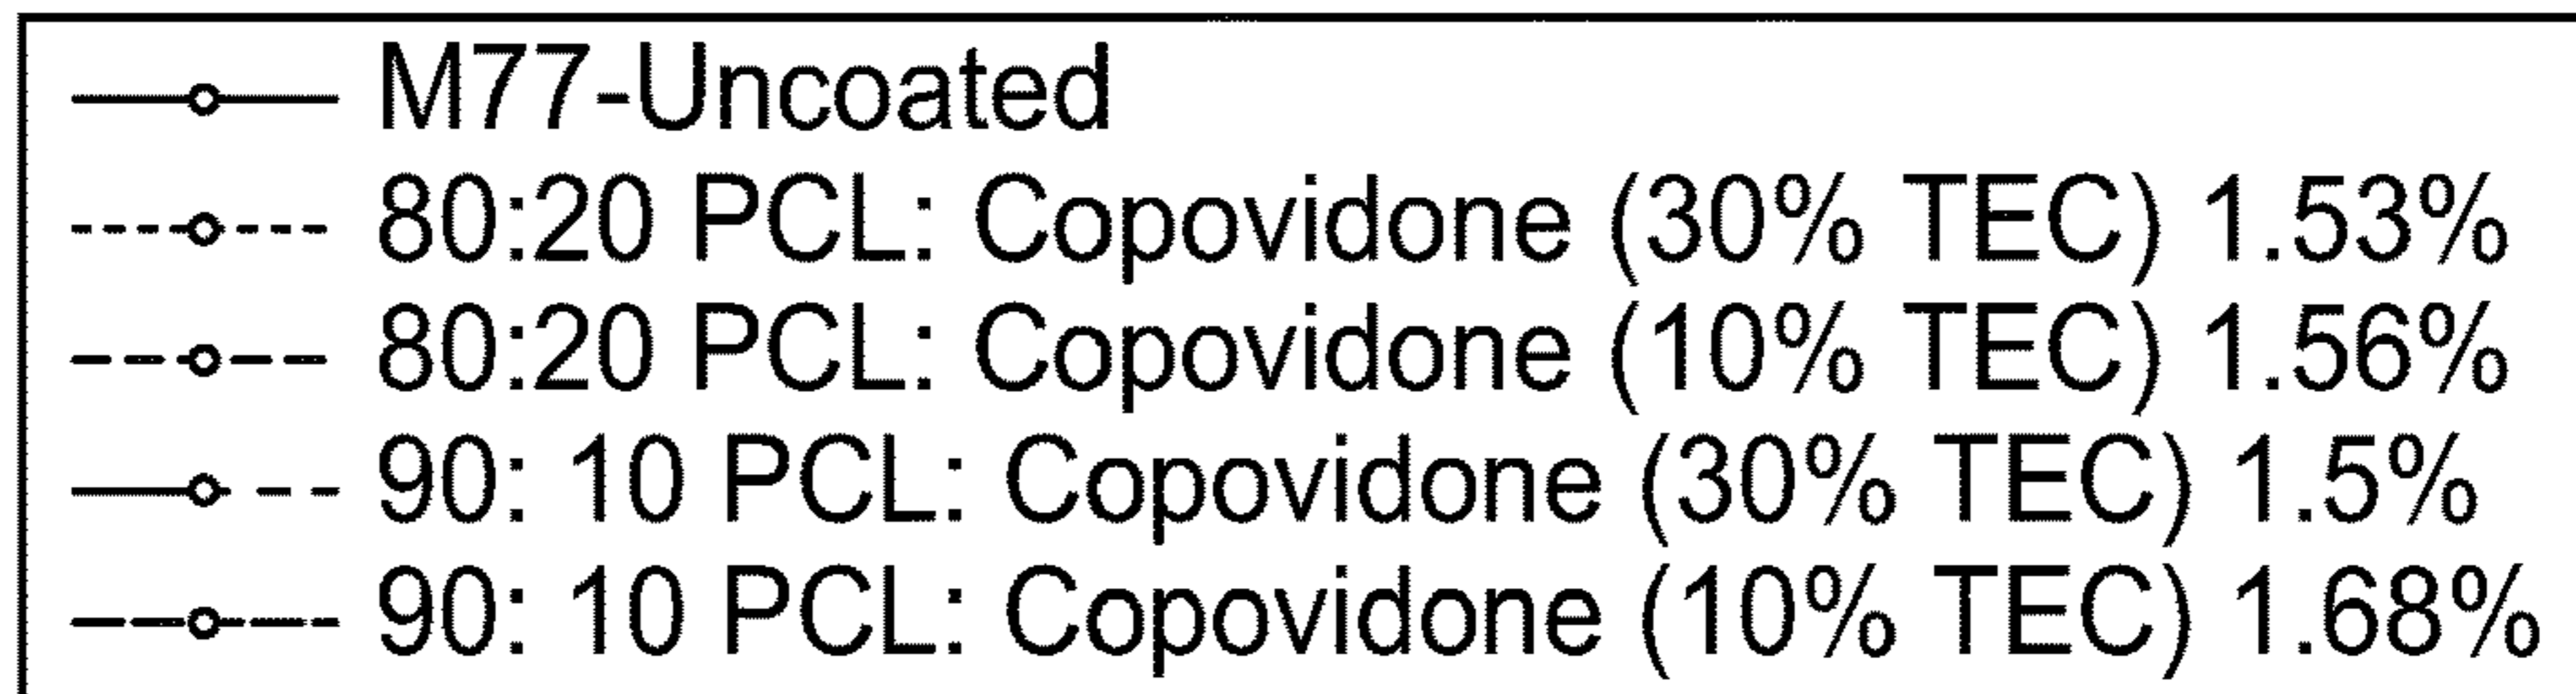 M77-Uncoated
80:20 PCL: Copovidone (30% TEC) 1.53%
80:20 PCL: Copovidone (10% TEC) 1.56%
90: 10 PCL: Copovidone (30% TEC) 1.5%
90: 10 PCL: Copovidone (10% TEC) 1.68%